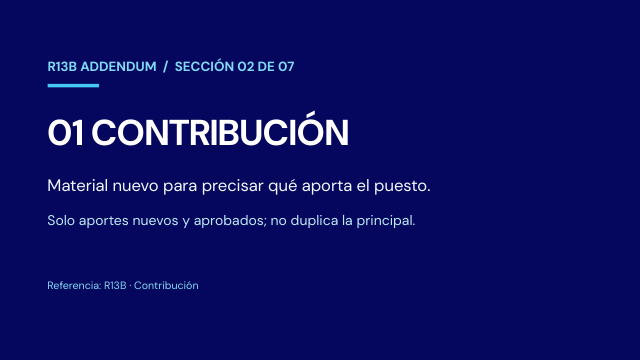 R13B ADDENDUM / SECCIÓN 02 DE 07
01 CONTRIBUCIÓN
Material nuevo para precisar qué aporta el puesto.
Solo aportes nuevos y aprobados; no duplica la principal.
Referencia: R13B · Contribución